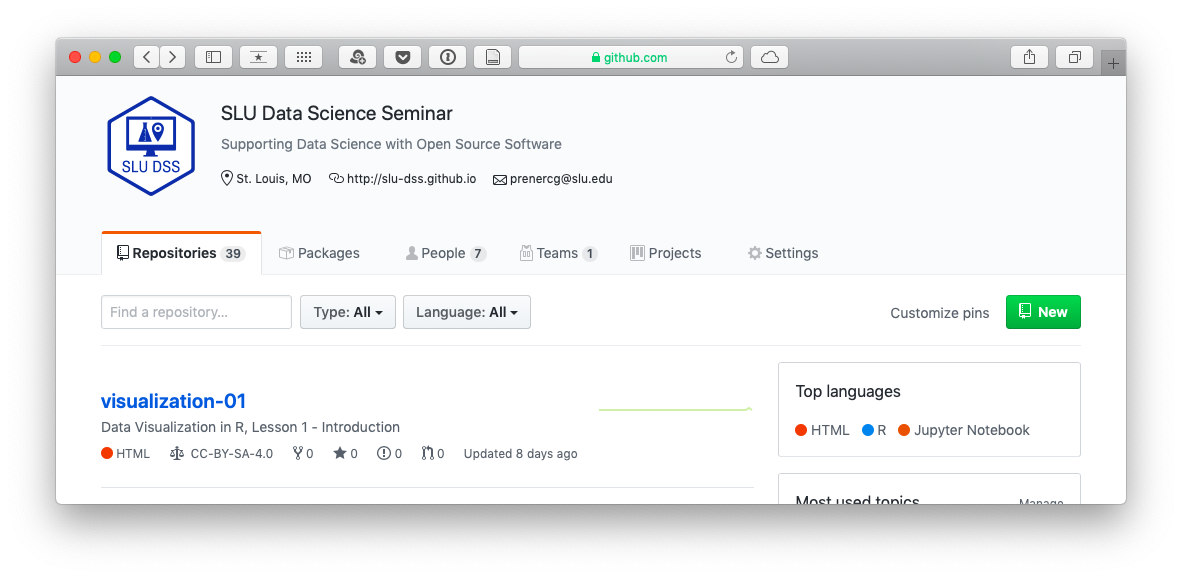 github.com
SLU Data Science Seminar
Supporting Data Science with Open Source Software
SLU DSS
St. Louis, MO http://slu-dss.github.io prenercg@slu.edu
Repositories 39 Packages People 7 Teams 1 Projects Settings
Find a repository... Type: All Language: All Customize pins New
visualization-01
Data Visualization in R, Lesson 1 - Introduction
HTML CC-BY-SA-4.0 0 0 0 0 Updated 8 days ago
Top languages
HTML R Jupyter Notebook
Most used topics Manage